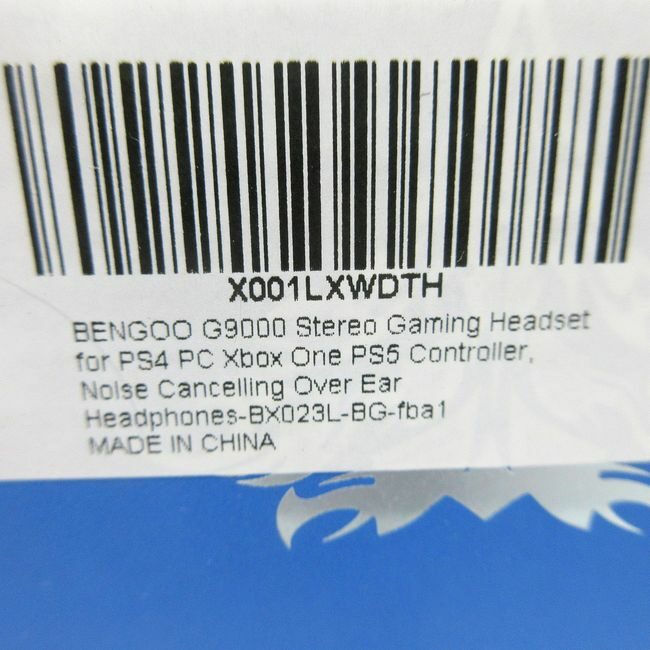 X001LXWDTH
BENGOO G9000 Stereo Gaming Headset
for PS4 PC Xbox One PS5 Controller,
Noise Cancelling Over Ear
Headphones-BX023L-BG-fba1
MADE IN CHINA